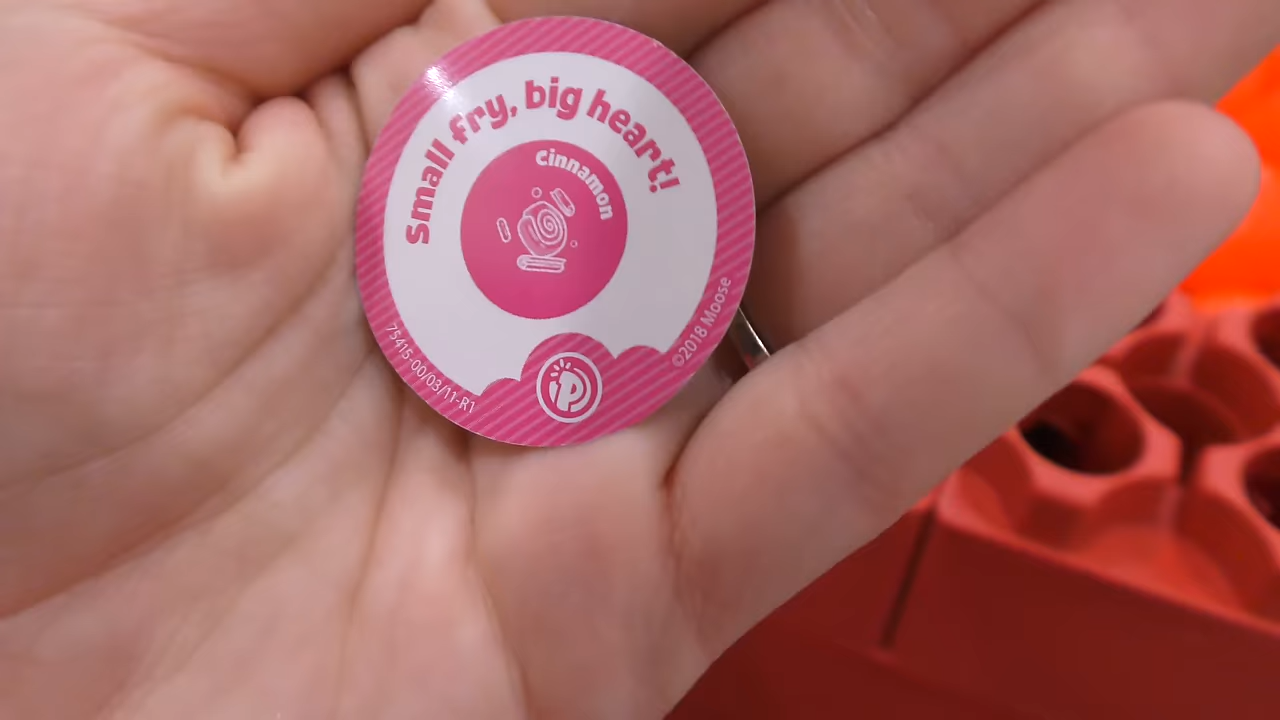 Small fry, big heart!
Cinnamon
75415-00/03/11-R1
©2018 Moose
P